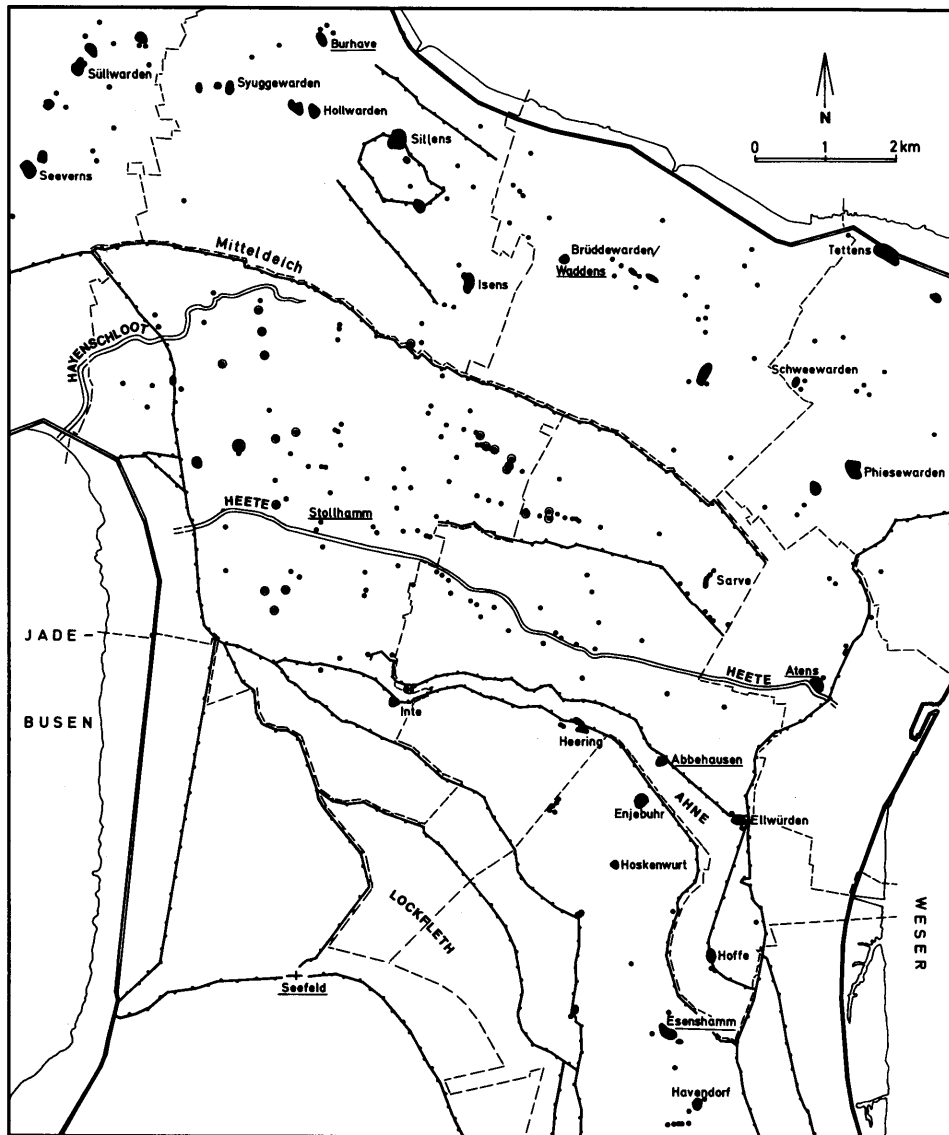 Burhave
Süllwarden
Syuggewarden
Hollwarden
N
Sillens
0 1 2 km
Seeverns
Mitteldeich
Brüddewarden/
Waddens
Tettens
Isens
HAYENSCHLOOT
Schweewarden
Phiesewarden
HEETE
Stollhamm
Sarve
JADE
BUSEN
HEETE
Atens
Inte
Heering
Abbehausen
AHNE
Enjebuhr
Ellwürden
Hoskenwurt
LOCKFLETH
WESER
Hoffe
Seefeld
Esenshamm
Havendorf